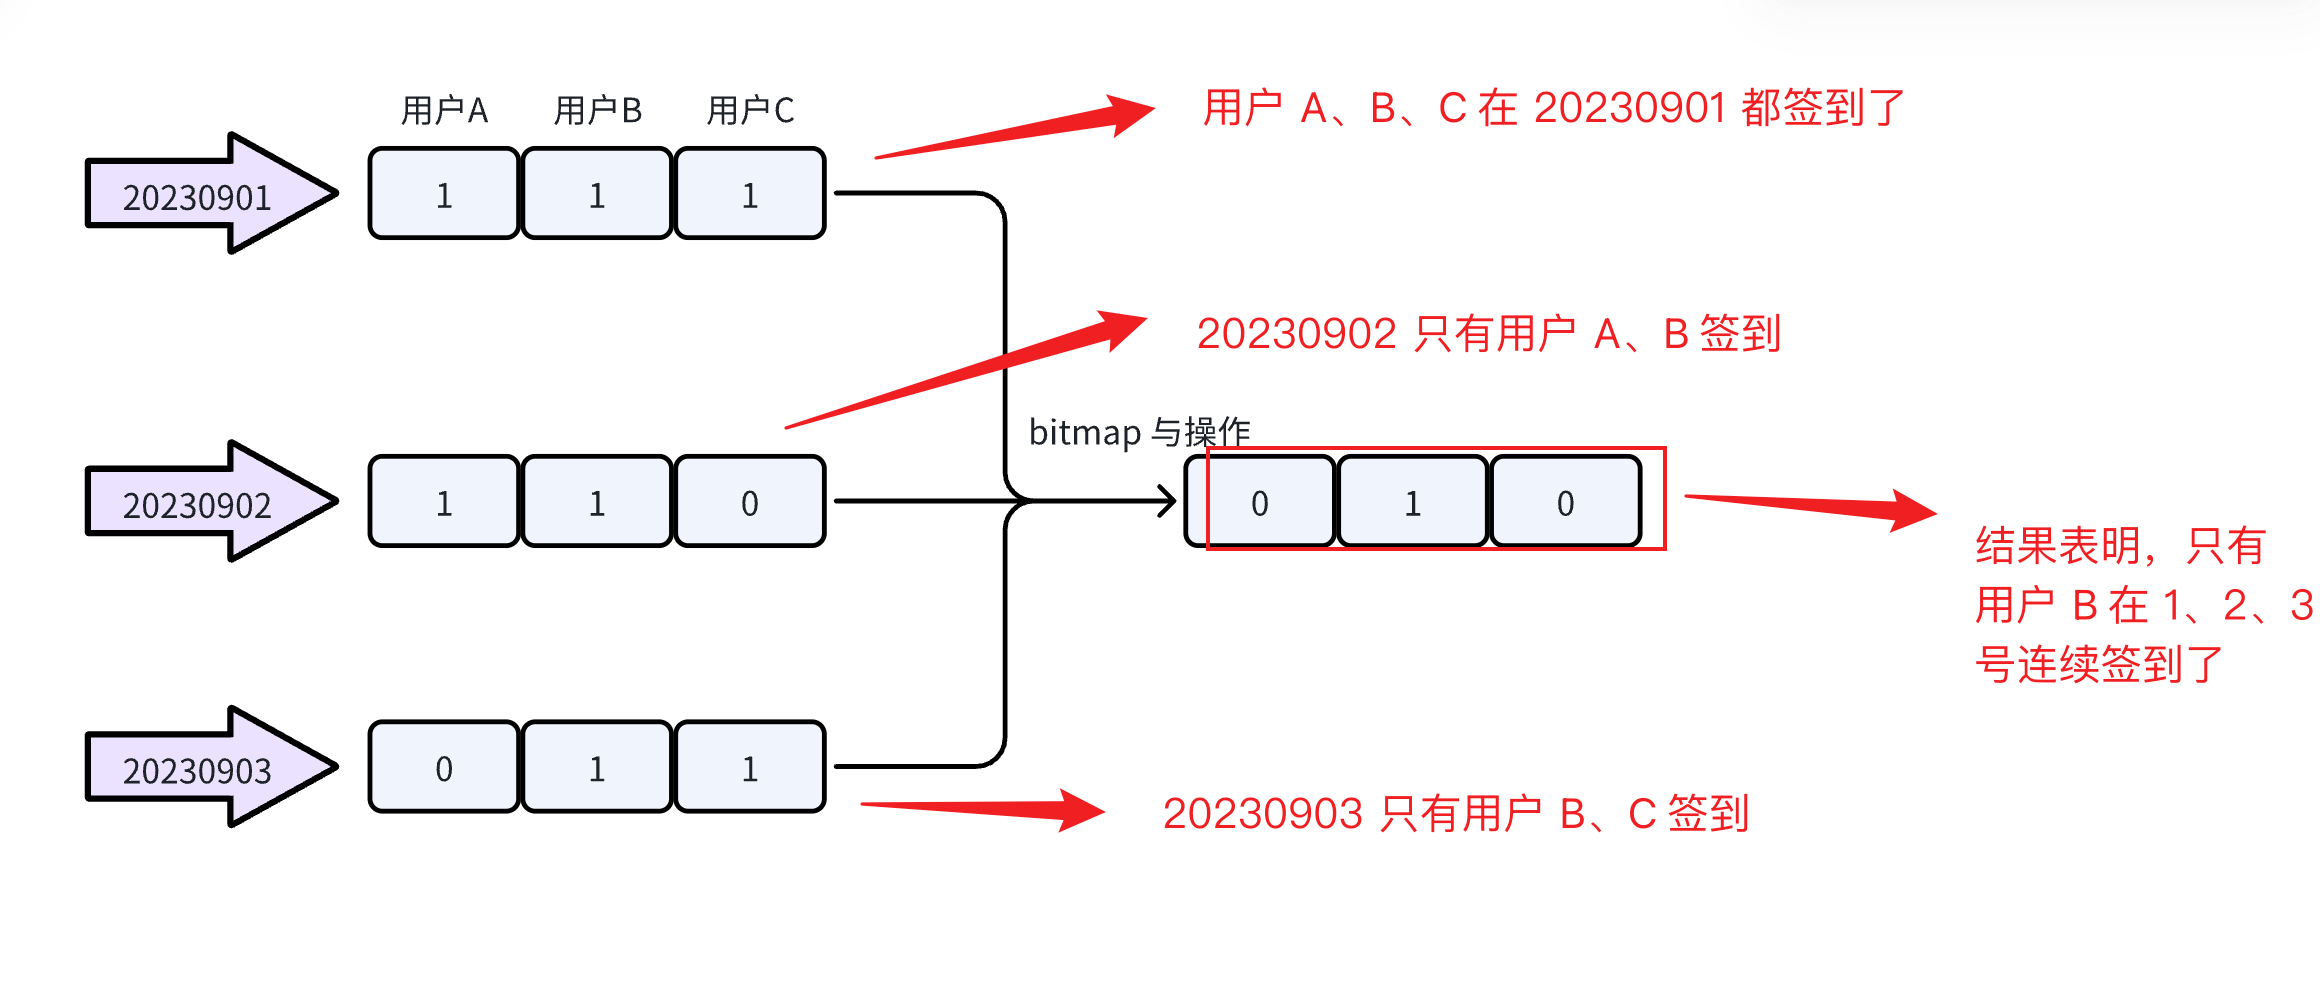 用户A 用户B 用户C
用户 A、B、C 在 20230901 都签到了
20230901 1 1 1
20230902 只有用户 A、B 签到
bitmap 与操作
20230902 1 1 0
0 1 0
结果表明，只有
用户 B 在 1、2、3
号连续签到了
20230903 0 1 1
20230903 只有用户 B、C 签到